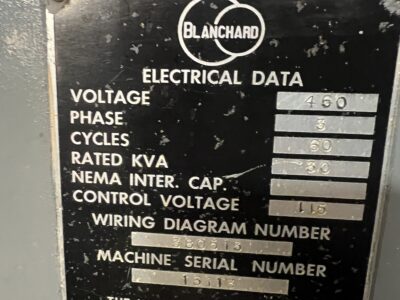 BLANCHARD
ELECTRICAL DATA
VOLTAGE 460
PHASE 3
CYCLES 60
RATED KVA 30
NEMA INTER. CAP.
CONTROL VOLTAGE 115
WIRING DIAGRAM NUMBER
MACHINE SERIAL NUMBER
THE